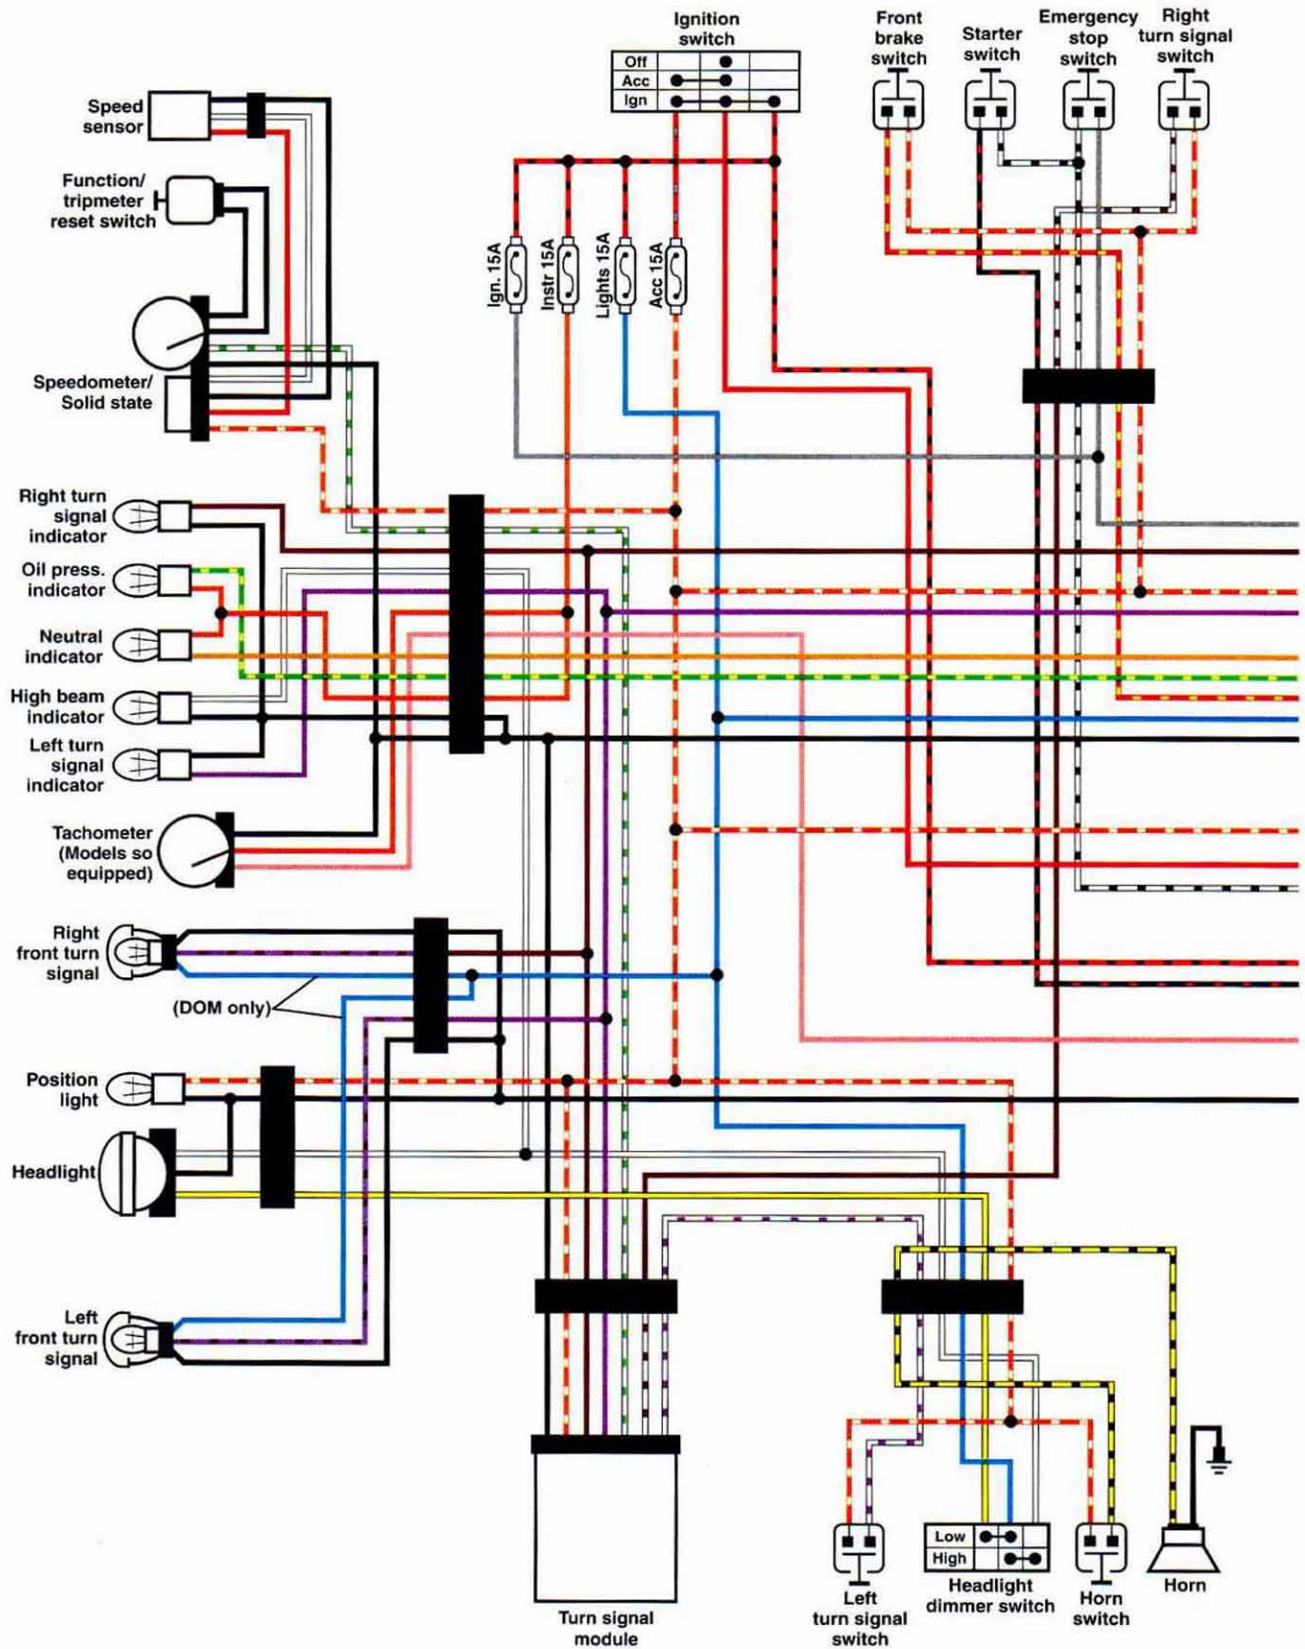 Ignition
switch
Off
Acc
Ign
Front
brake
switch
Starter
switch
Emergency
stop
switch
Right
turn signal
switch
Speed
sensor
Function/
tripmeter
reset switch
Ign. 15A
Instr 15A
Lights 15A
Acc 15A
Speedometer/
Solid state
Right turn
signal
indicator
Oil press.
indicator
Neutral
indicator
High beam
indicator
Left turn
signal
indicator
Tachometer
(Models so
equipped)
Right
front turn
signal
(DOM only)
Position
light
Headlight
Left
front turn
signal
Turn signal
module
Left
turn signal
switch
Low
High
Headlight
dimmer switch
Horn
switch
Horn